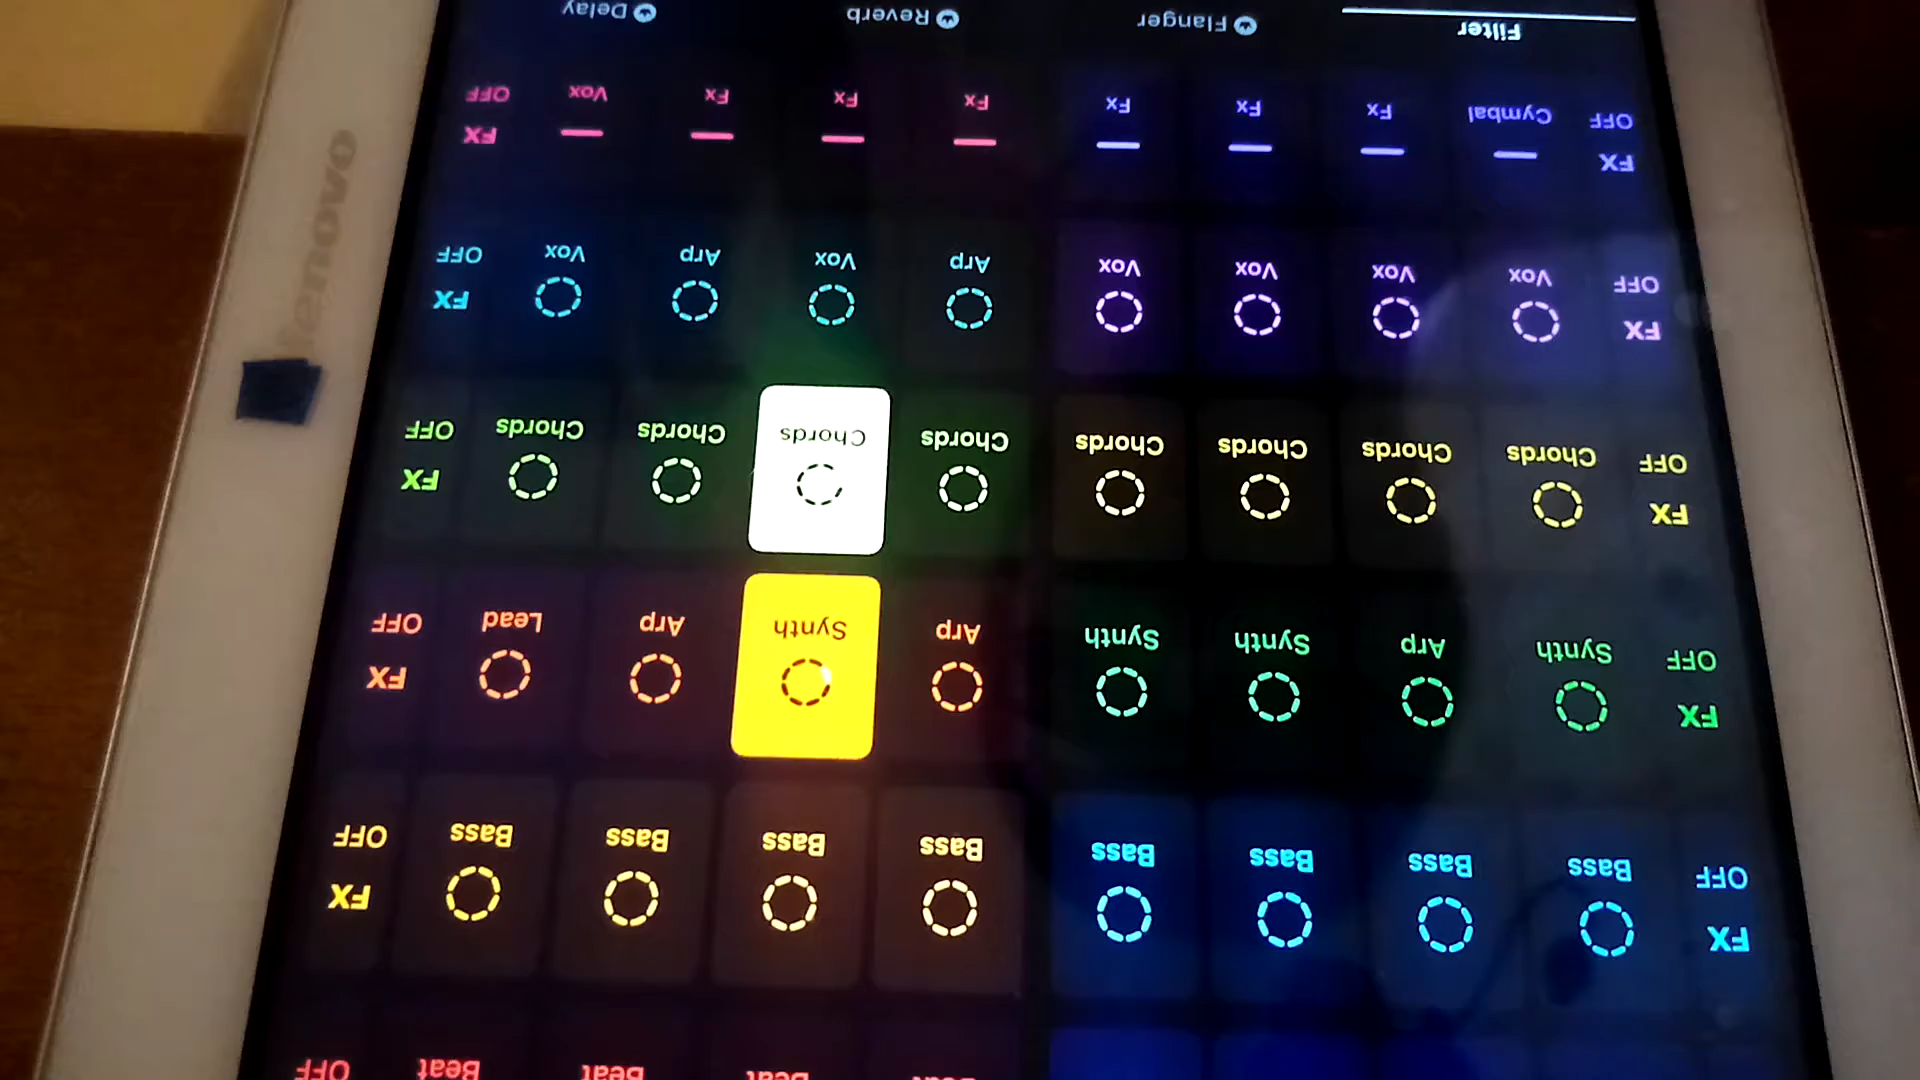 Beat Beat Beat OFF
FX FX
OFF Bass Bass Bass Bass Bass Bass Bass Bass OFF
FX FX
OFF Synth Arp Synth Synth Arp Synth Arp Lead OFF
FX FX
OFF Chords Chords Chords Chords Chords Chords Chords Chords OFF
FX FX
OFF Vox Vox Vox Vox Arp Vox Arp Vox OFF
FX FX
OFF Cymbal Fx Fx Fx Fx Fx Fx Vox OFF
Filter Flanger Reverb Delay
lenovo